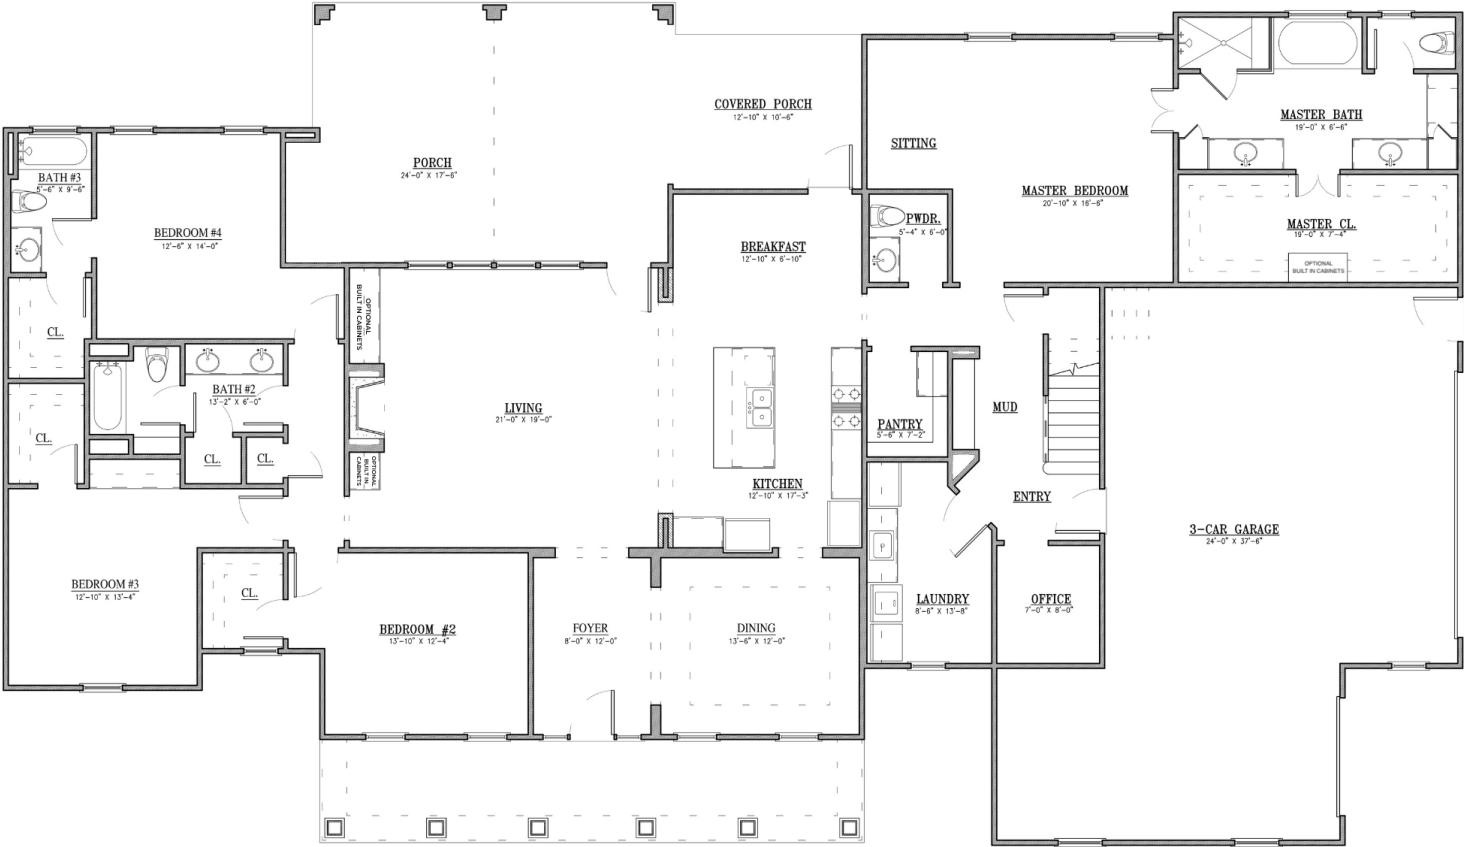 COVERED PORCH
12'-10" X 10'-6"
MASTER BATH
19'-0" X 6'-6"
SITTING
PORCH
24'-0" X 17'-6"
BATH #3
5'-6" X 9'-6"
MASTER BEDROOM
20'-10" X 16'-6"
PWDR.
5'-4" X 6'-0"
MASTER CL.
19'-0" X 7'-4"
BEDROOM #4
12'-6" X 14'-0"
BREAKFAST
12'-10" X 6'-10"
OPTIONAL
BUILT IN CABINETS
OPTIONAL
BUILT IN CABINETS
CL.
BATH #2
13'-2" X 6'-0"
LIVING
21'-0" X 19'-0"
MUD
PANTRY
5'-6" X 7'-2"
CL.
CL.
CL.
OPTIONAL
BUILT IN
CABINETS
KITCHEN
12'-10" X 17'-3"
ENTRY
3-CAR GARAGE
24'-0" X 37'-6"
BEDROOM #3
12'-10" X 13'-4"
CL.
LAUNDRY
8'-6" X 13'-8"
OFFICE
7'-0" X 8'-0"
BEDROOM #2
13'-10" X 12'-4"
FOYER
8'-0" X 12'-0"
DINING
13'-6" X 12'-0"